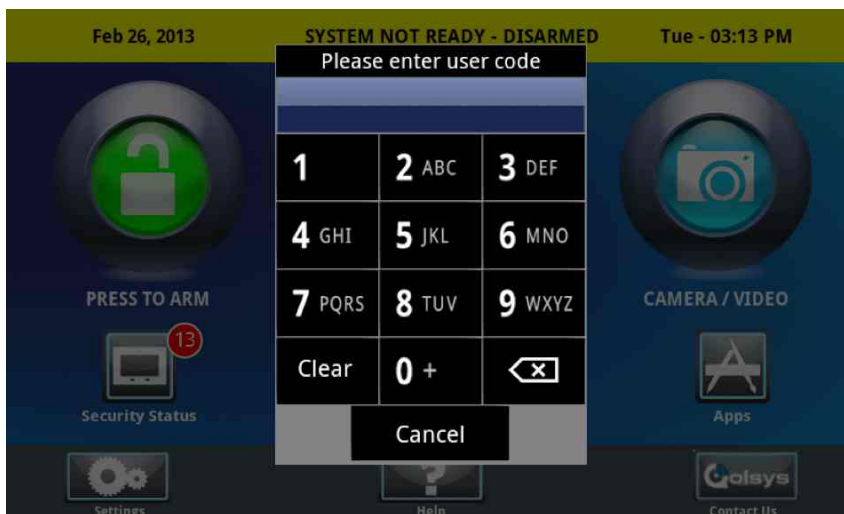 Feb 26, 2013
SYSTEM NOT READY - DISARMED
Tue - 03:13 PM
Please enter user code
1
2 ABC
3 DEF
4 GHI
5 JKL
6 MNO
7 PQRS
8 TUV
9 WXYZ
Clear
0 +
Cancel
PRESS TO ARM
CAMERA / VIDEO
13
Security Status
Apps
?
Settings
Help
Qolsys
Contact Us